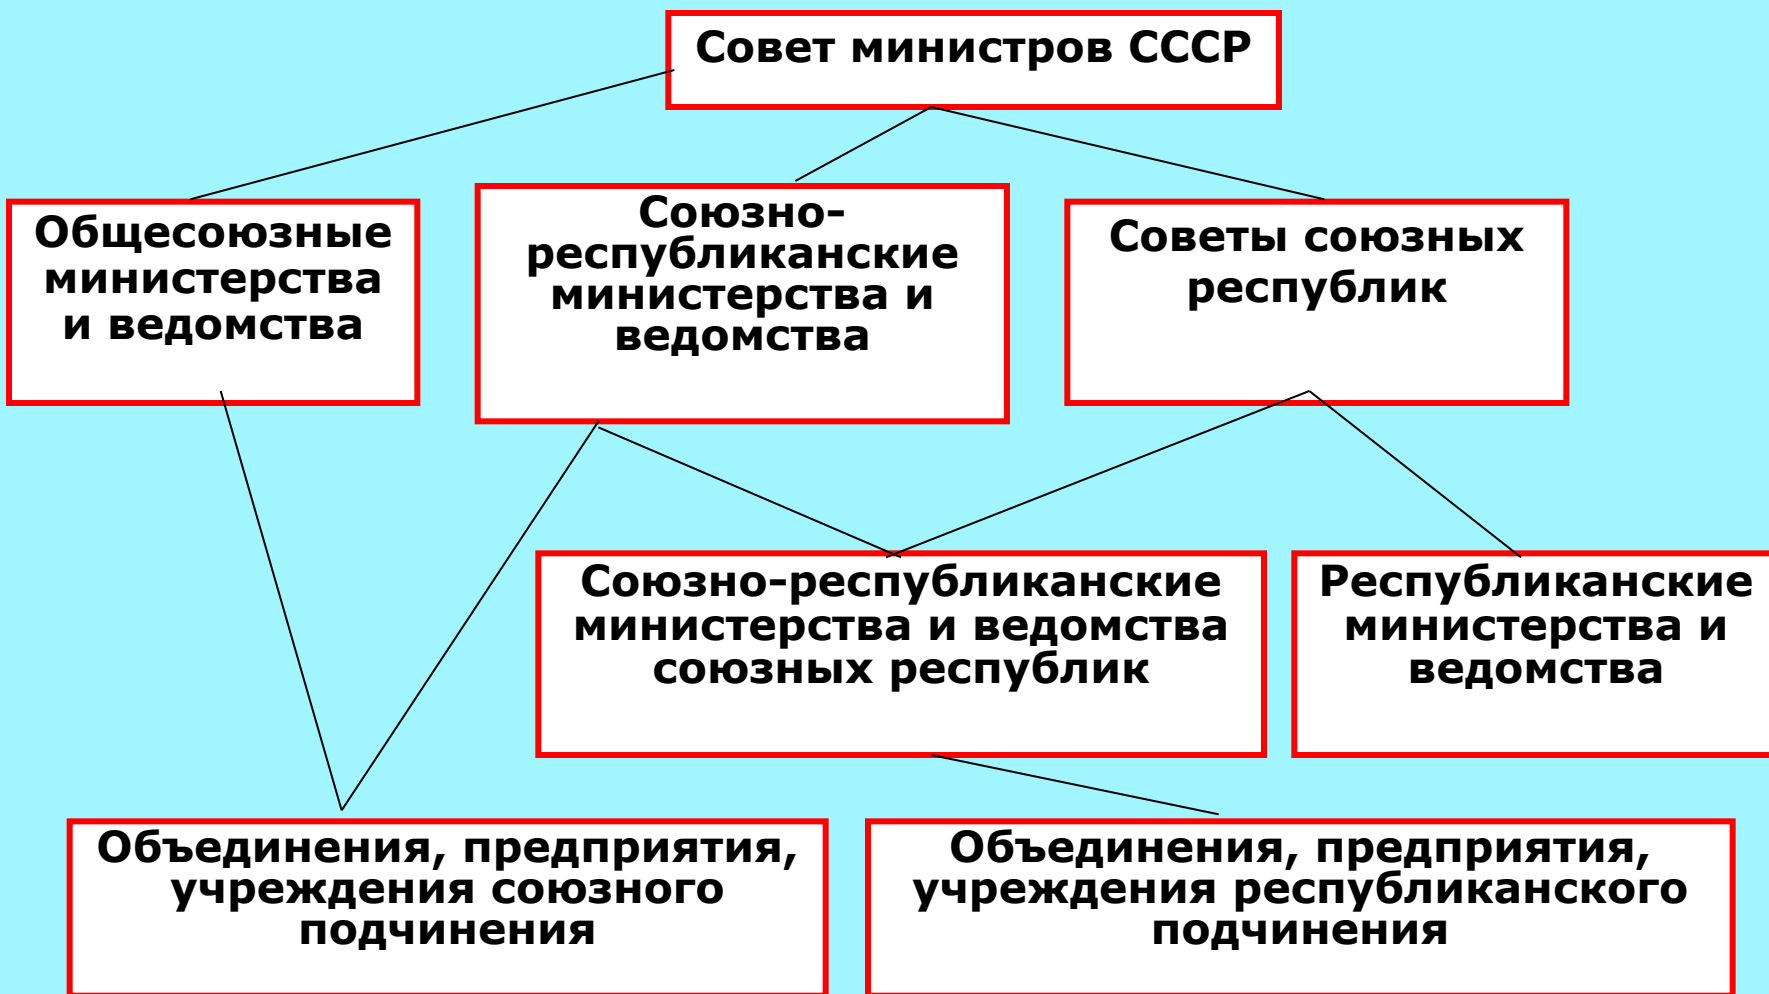 Совет министров СССР
Общесоюзные
министерства
и ведомства
Союзно-
республиканские
министерства и
ведомства
Советы союзных
республик
Союзно-республиканские
министерства и ведомства
союзных республик
Республиканские
министерства и
ведомства
Объединения, предприятия,
учреждения союзного
подчинения
Объединения, предприятия,
учреждения республиканского
подчинения